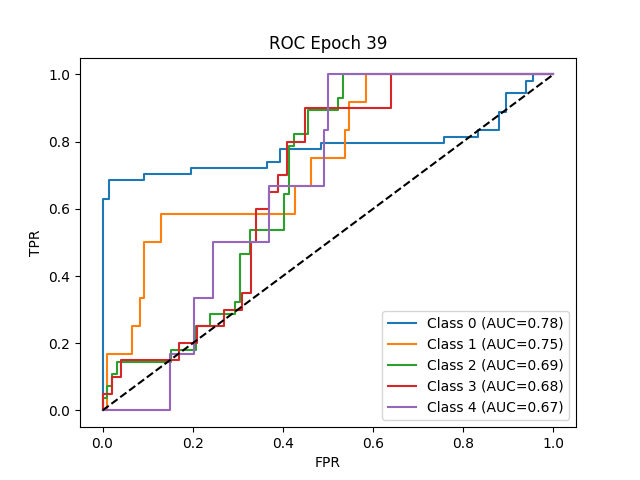 ROC Epoch 39
1.0
0.8
0.6
0.4
0.2
0.0
TPR
0.0 0.2 0.4 0.6 0.8 1.0
FPR
Class 0 (AUC=0.78)
Class 1 (AUC=0.75)
Class 2 (AUC=0.69)
Class 3 (AUC=0.68)
Class 4 (AUC=0.67)